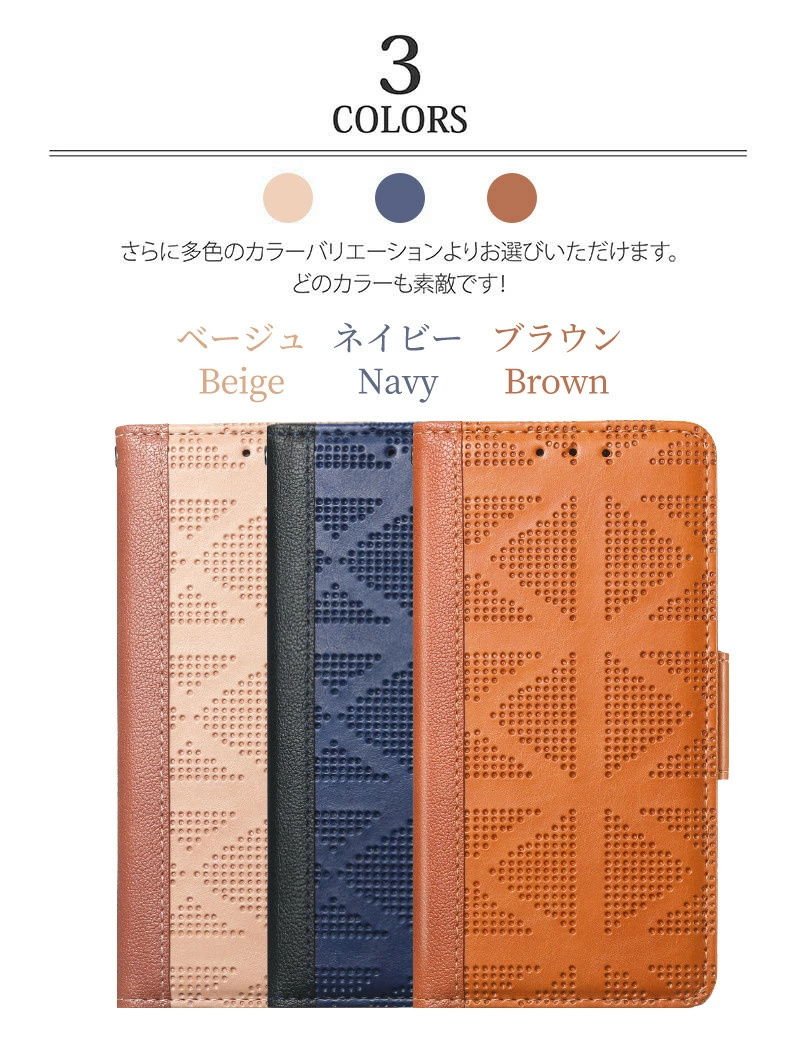 3
COLORS
さらに多色のカラーバリエーションよりお選びいただけます。
どのカラーも素敵です!
ベージュ ネイビー ブラウン
Beige Navy Brown